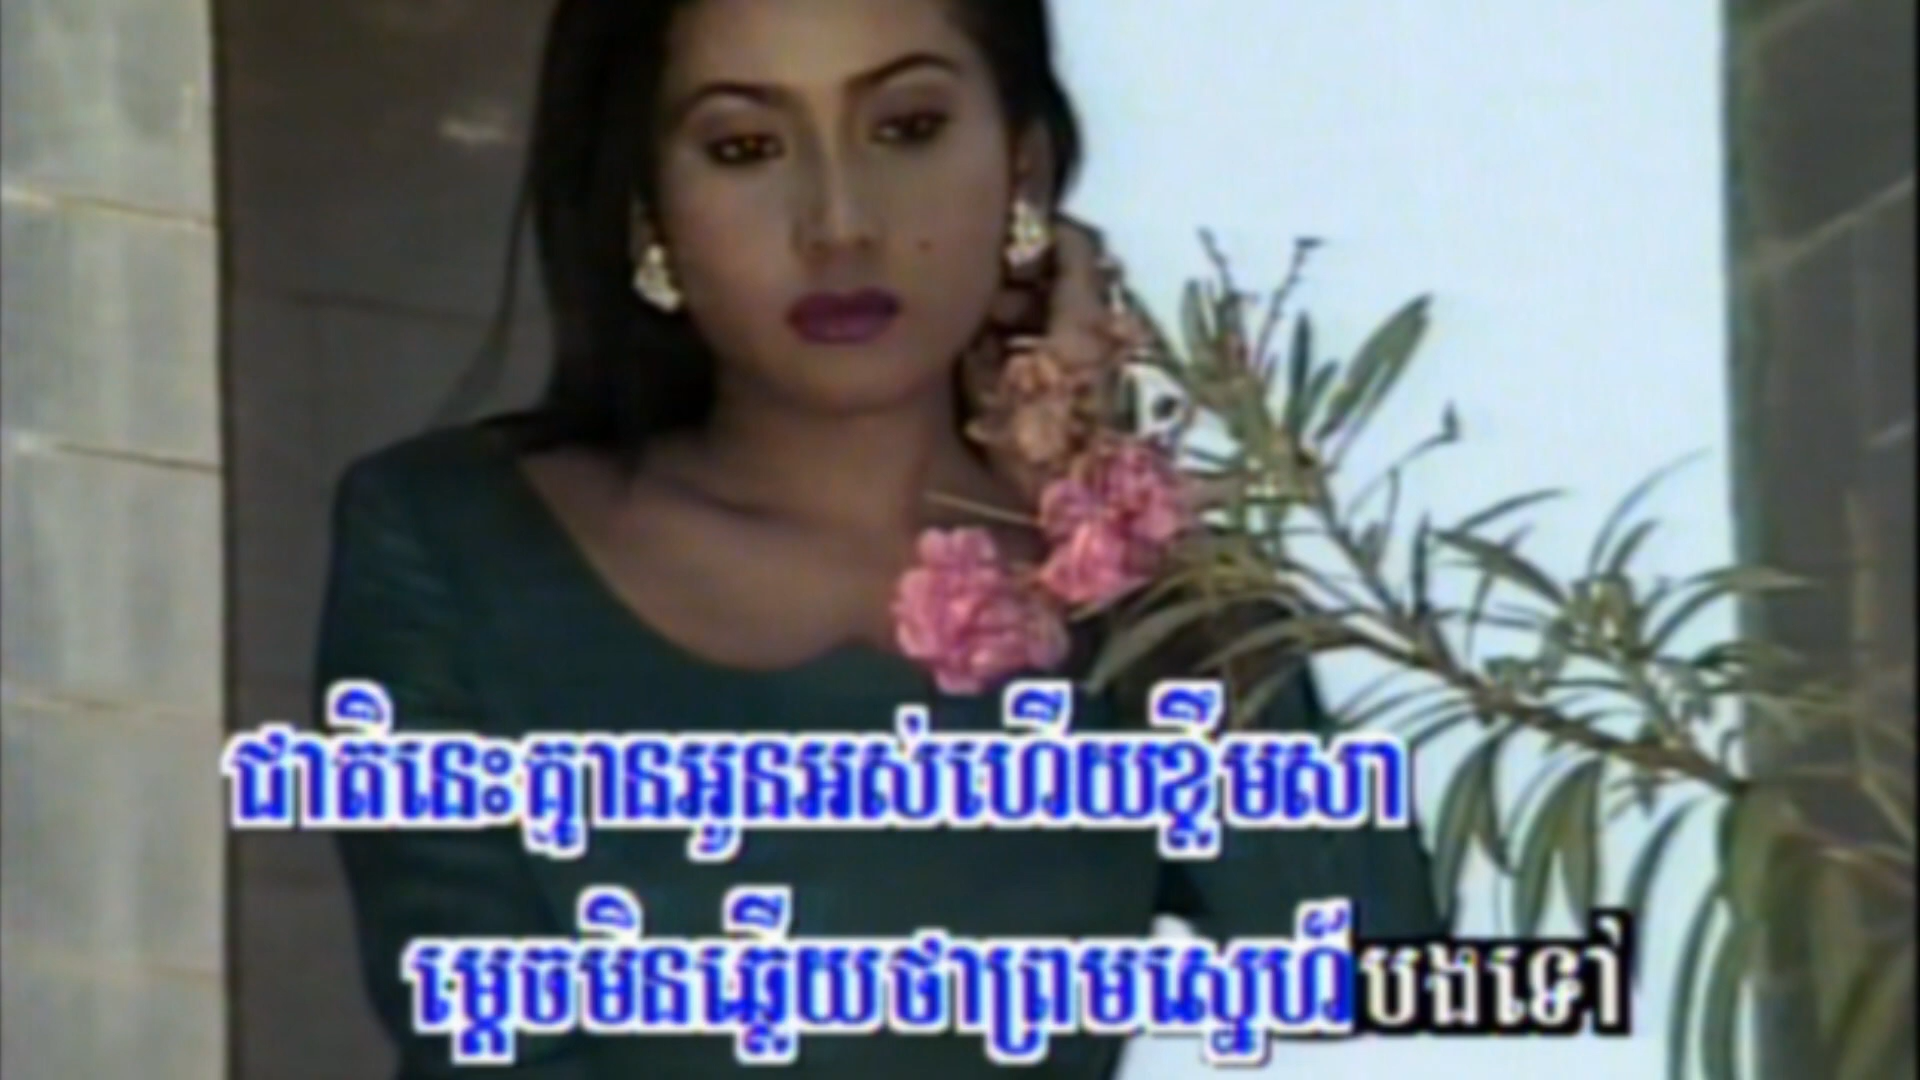 ជាតិនេះគ្មានអូនអស់ហើយខ្លឹមសា
ម្ដេចមិនឆ្លើយថាព្រមស្នេហ៍បងទៅ